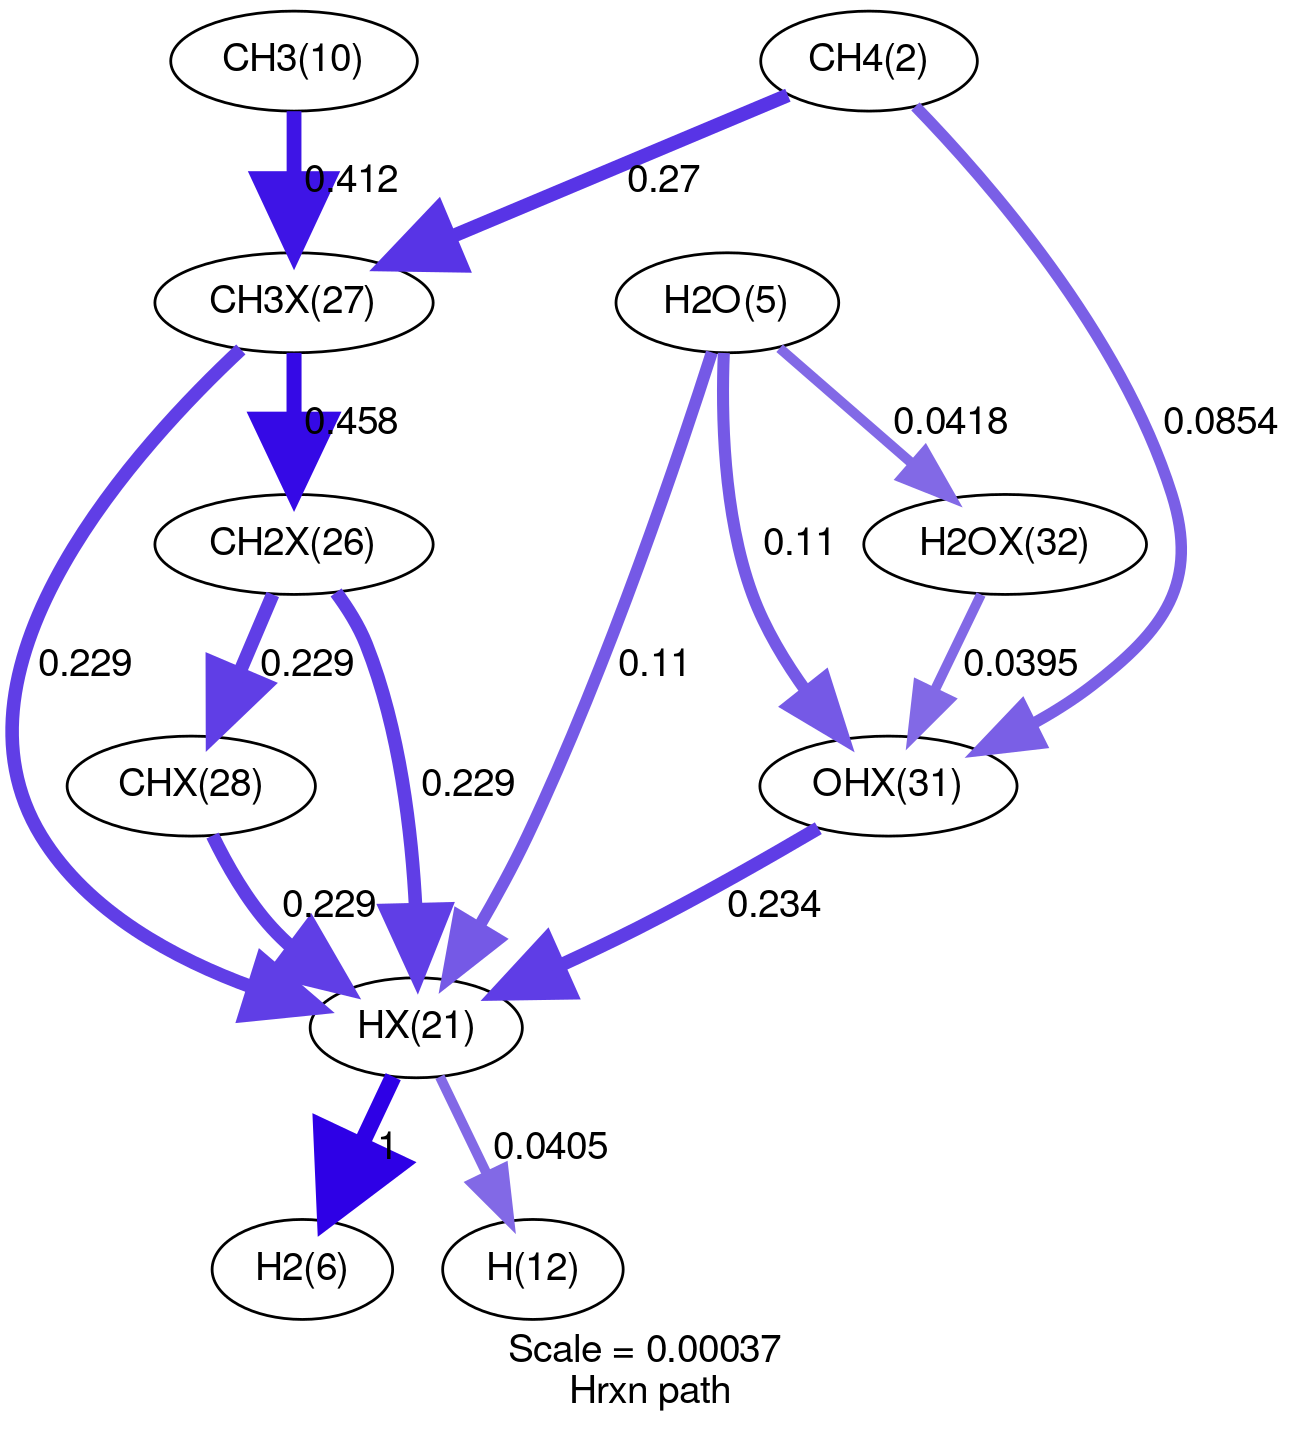 CH3(10)
CH4(2)
0.412
0.27
CH3X(27)
H2O(5)
0.458
0.0418
0.0854
CH2X(26)
0.11
H2OX(32)
0.229
0.229
0.11
0.0395
CHX(28)
0.229
OHX(31)
0.229
0.234
HX(21)
1
0.0405
H2(6)
H(12)
Scale = 0.00037
Hrxn path